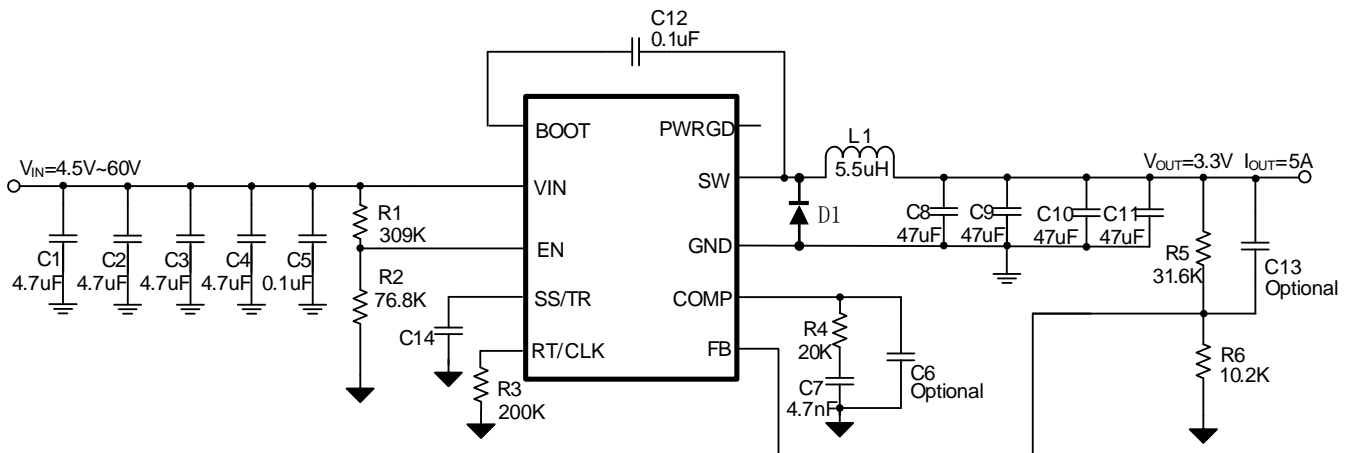 C12
0.1uF
BOOT
PWRGD
L1
5.5uH
VIN=4.5V~60V
VOUT=3.3V IOUT=5A
VIN
SW
R1
309K
D1
C8
47uF
C9
47uF
C10
47uF
C11
47uF
EN
GND
C1
4.7uF
C2
4.7uF
C3
4.7uF
C4
4.7uF
C5
0.1uF
R2
76.8K
R5
31.6K
C13
Optional
SS/TR
COMP
C14
R4
20K
RT/CLK
FB
R3
200K
C7
4.7nF
C6
Optional
R6
10.2K